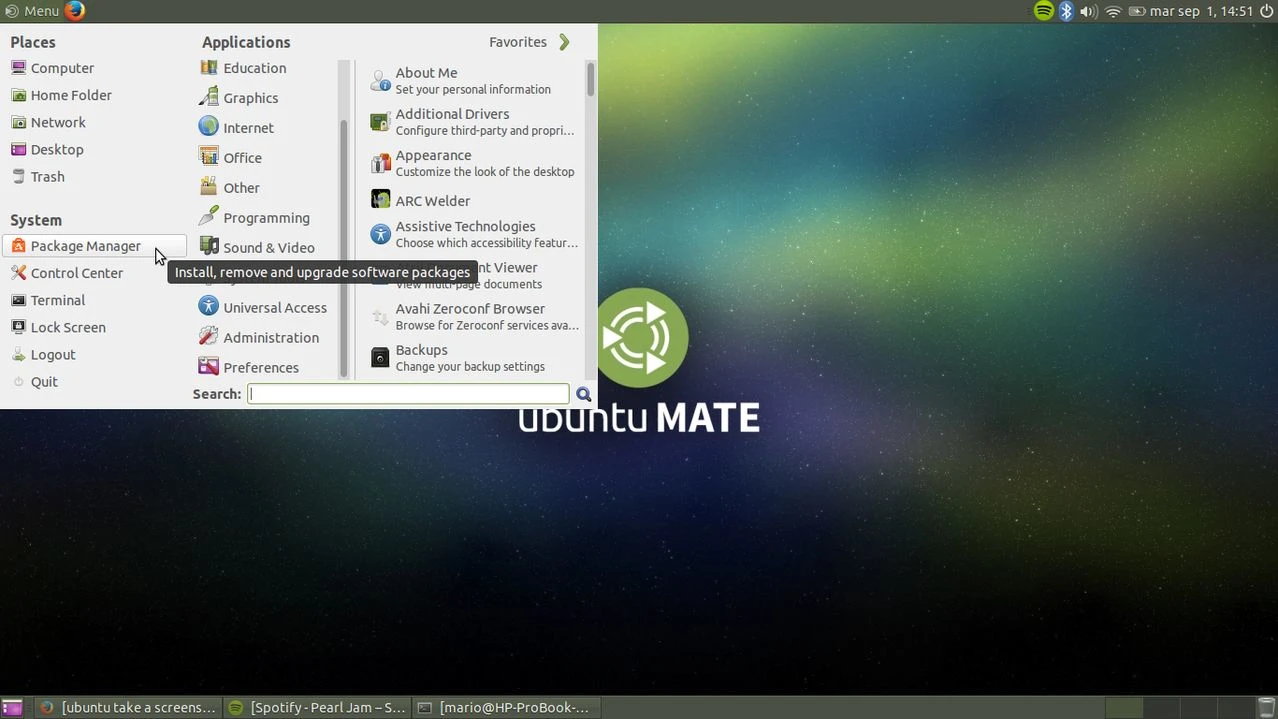 Menu
mar sep 1, 14:51
Places
Computer
Home Folder
Network
Desktop
Trash
System
Package Manager
Control Center
Terminal
Lock Screen
Logout
Quit
Applications
Education
Graphics
Internet
Office
Other
Programming
Sound & Video
Universal Access
Administration
Preferences
Favorites
About Me
Set your personal information
Additional Drivers
Configure third-party and propri...
Appearance
Customize the look of the desktop
ARC Welder
Assistive Technologies
Choose which accessibility featur...
Viewer
View multi-page documents
Avahi Zeroconf Browser
Browse for Zeroconf services ava...
Backups
Change your backup settings
Install, remove and upgrade software packages
Search:
ubuntu MATE
[ubuntu take a screens...
[Spotify - Pearl Jam – S...
[mario@HP-ProBook-...